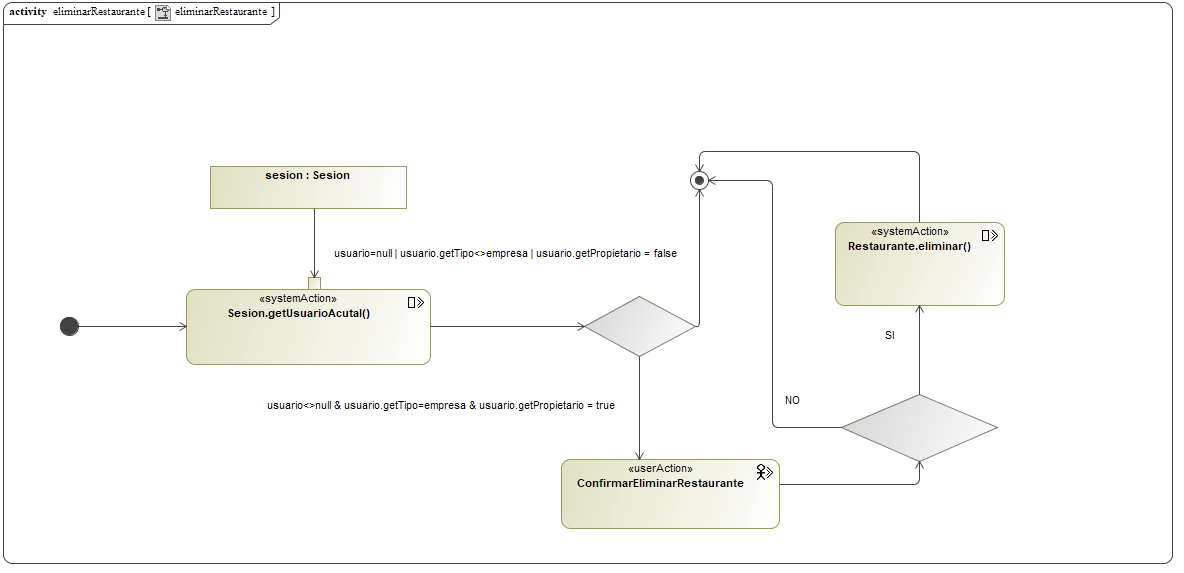 activity eliminarRestaurante [ eliminarRestaurante ]
sesion : Sesion
usuario=null | usuario.getTipo<>empresa | usuario.getPropietario = false
«systemAction»
Restaurante.eliminar()
«systemAction»
Sesion.getUsuarioAcutal()
SI
usuario<>null & usuario.getTipo=empresa & usuario.getPropietario = true
NO
«userAction»
ConfirmarEliminarRestaurante